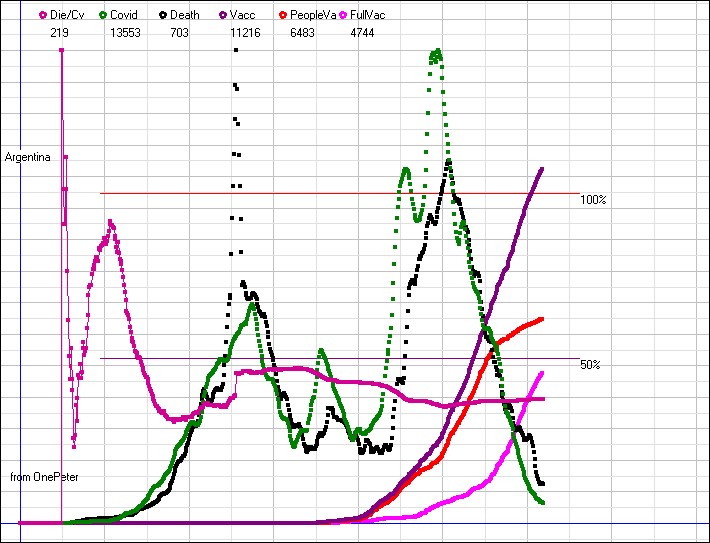 Die/Cv Covid Death Vacc PeopleVa FullVac
219 13553 703 11216 6483 4744
Argentina
100%
50%
from OnePeter